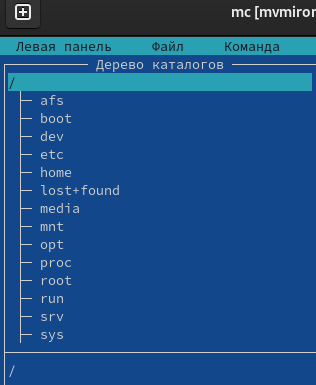 mc [mvmiron
Левая панель Файл Команда
Дерево каталогов
/
afs
boot
dev
etc
home
lost+found
media
mnt
opt
proc
root
run
srv
sys
/